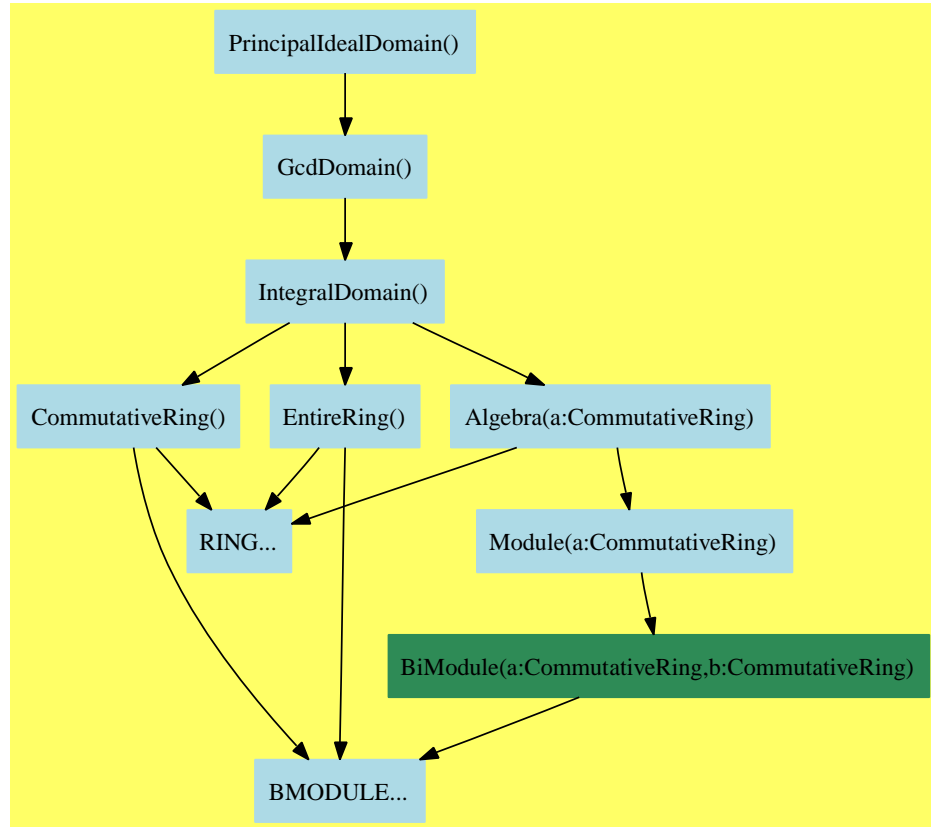 PrincipalIdealDomain()
GcdDomain()
IntegralDomain()
CommutativeRing()
EntireRing()
Algebra(a:CommutativeRing)
RING...
Module(a:CommutativeRing)
BiModule(a:CommutativeRing,b:CommutativeRing)
BMODULE...